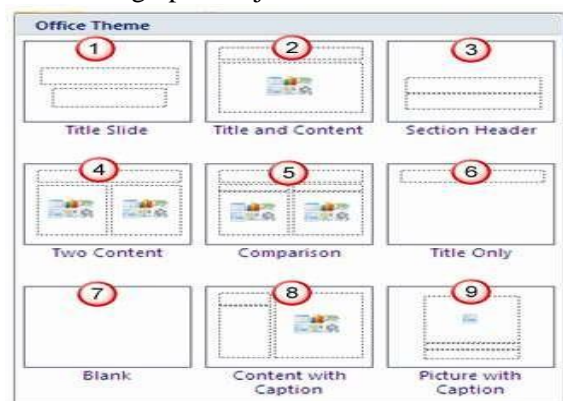 Office Theme
1
2
3
Title Slide
Title and Content
Section Header
4
5
6
Two Content
Comparison
Title Only
7
8
9
Blank
Content with
Caption
Picture with
Caption